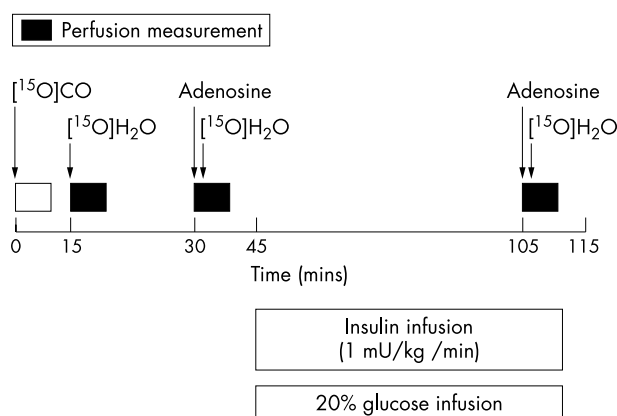 Perfusion measurement
[¹⁵O]CO
Adenosine
Adenosine
[¹⁵O]H₂O
[¹⁵O]H₂O
[¹⁵O]H₂O
0 15 30 45 105 115
Time (mins)
Insulin infusion
(1 mU/kg /min)
20% glucose infusion